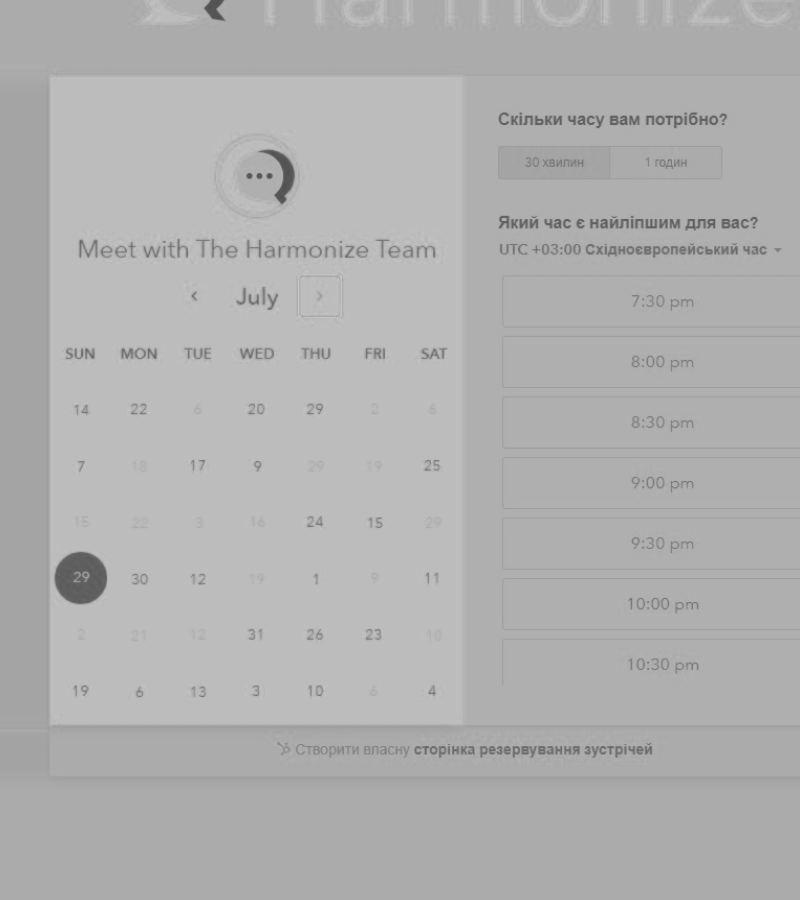 Harmonize
Meet with The Harmonize Team
July
SUN MON TUE WED THU FRI SAT
14 22 6 20 29 2 6
7 18 17 9 29 19 25
15 22 3 16 24 15 29
29 30 12 19 1 9 11
2 21 12 31 26 23 10
19 6 13 3 10 6 4
Скільки часу вам потрібно?
30 хвилин 1 годин
Який час є найліпшим для вас?
UTC +03:00 Східноєвропейський час
7:30 pm
8:00 pm
8:30 pm
9:00 pm
9:30 pm
10:00 pm
10:30 pm
Створити власну сторінка резервування зустрічей